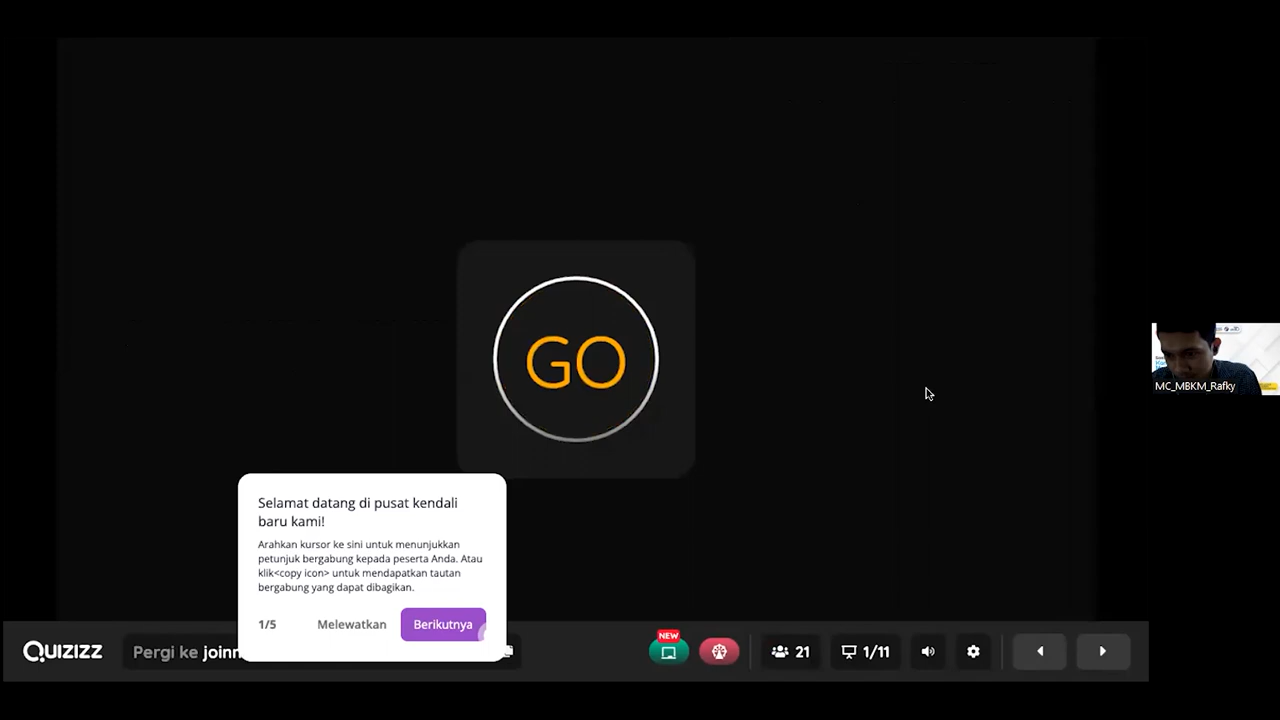 GO
Selamat datang di pusat kendali
baru kami!
Arahkan kursor ke sini untuk menunjukkan
petunjuk bergabung kepada peserta Anda. Atau
klik<copy icon> untuk mendapatkan tautan
bergabung yang dapat dibagikan.
1/5 Melewatkan Berikutnya
QUIZIZZ Pergi ke joinm NEW 21 1/11
MC_MBKM_Rafky